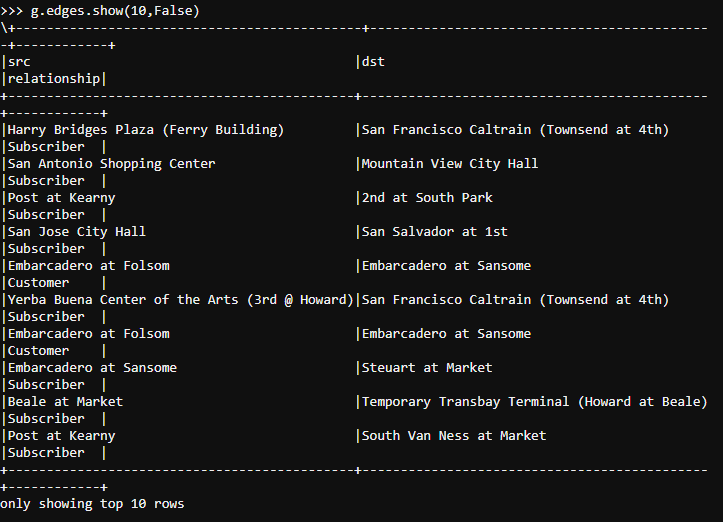 >>> g.edges.show(10,False)
\+--------------------------------------------+-------------------------------------------
-+------------+
|src                                         |dst
|relationship|
+--------------------------------------------+--------------------------------------------
+------------+
|Harry Bridges Plaza (Ferry Building)        |San Francisco Caltrain (Townsend at 4th)
|Subscriber  |
|San Antonio Shopping Center                 |Mountain View City Hall
|Subscriber  |
|Post at Kearny                              |2nd at South Park
|Subscriber  |
|San Jose City Hall                          |San Salvador at 1st
|Subscriber  |
|Embarcadero at Folsom                       |Embarcadero at Sansome
|Customer    |
|Yerba Buena Center of the Arts (3rd @ Howard)|San Francisco Caltrain (Townsend at 4th)
|Subscriber  |
|Embarcadero at Folsom                       |Embarcadero at Sansome
|Customer    |
|Embarcadero at Sansome                      |Steuart at Market
|Subscriber  |
|Beale at Market                             |Temporary Transbay Terminal (Howard at Beale)
|Subscriber  |
|Post at Kearny                              |South Van Ness at Market
|Subscriber  |
+--------------------------------------------+--------------------------------------------
+------------+
only showing top 10 rows